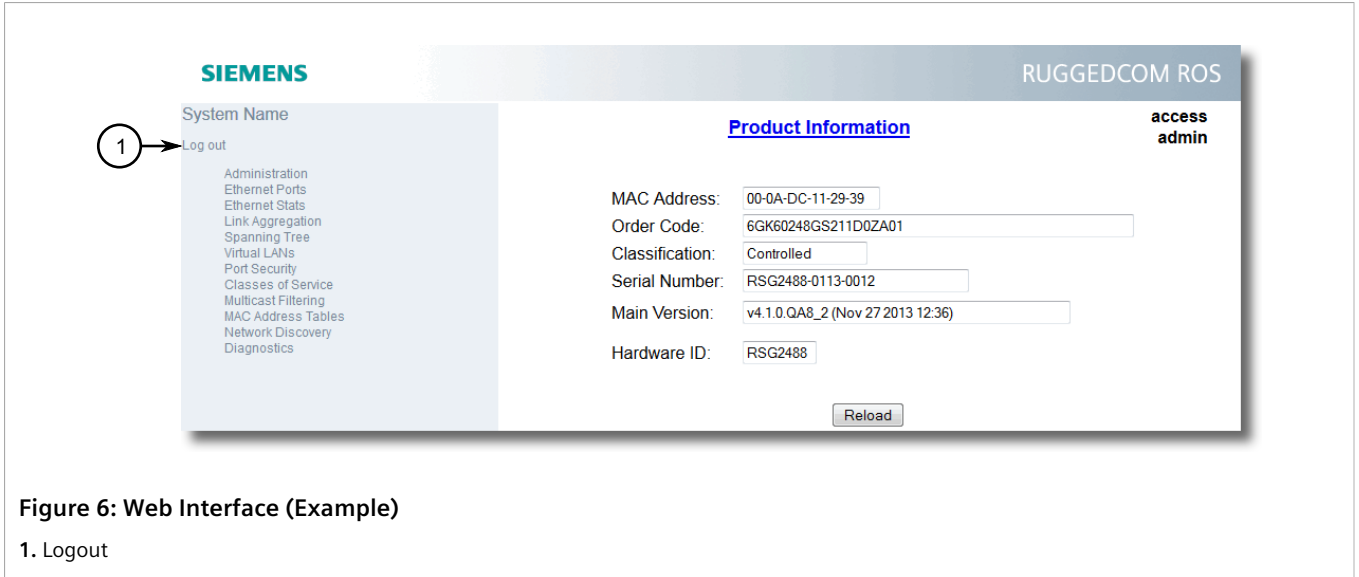 SIEMENS
RUGGEDCOM ROS
System Name
1
Log out
Administration
Ethernet Ports
Ethernet Stats
Link Aggregation
Spanning Tree
Virtual LANs
Port Security
Classes of Service
Multicast Filtering
MAC Address Tables
Network Discovery
Diagnostics
Product Information
access
admin
MAC Address: 00-0A-DC-11-29-39
Order Code: 6GK60248GS211D0ZA01
Classification: Controlled
Serial Number: RSG2488-0113-0012
Main Version: v4.1.0.QA8_2 (Nov 27 2013 12:36)
Hardware ID: RSG2488
Reload
Figure 6: Web Interface (Example)
1. Logout